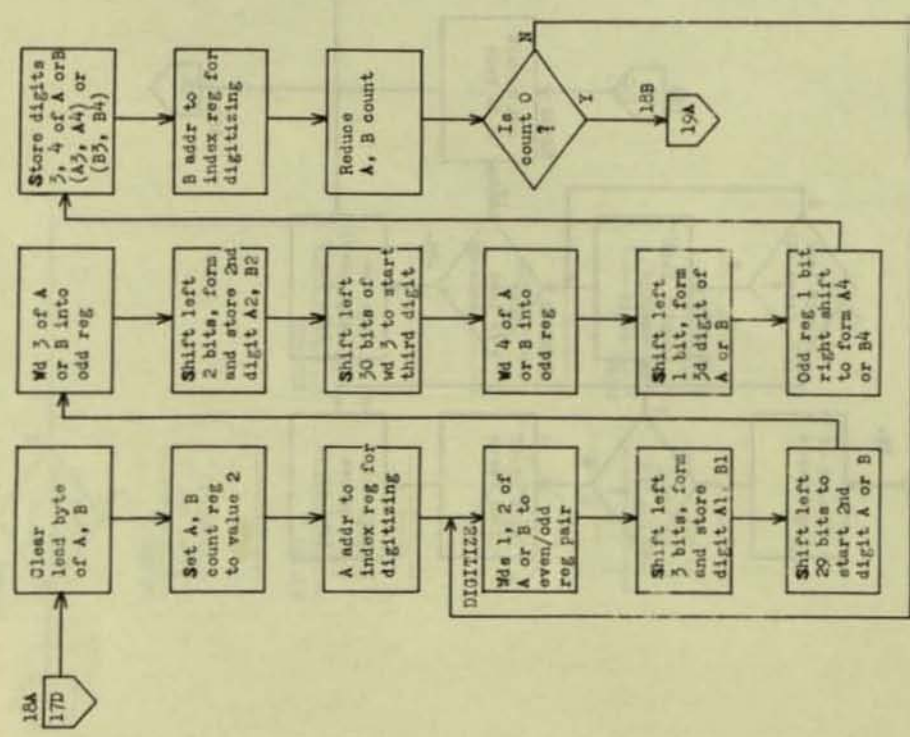 18A
17D
Clear
lead byte
of A, B
Set A, B
count reg
to value 2
A addr to
index reg for
digitizing
DIGITIZE
Wds 1, 2 of
A or B to
even/odd
reg pair
Shift left
3 bits, form
and store
digit A1, B1
Shift left
29 bits to
start 2nd
digit A or B
Wd 3 of A
or B into
odd reg
Shift left
2 bits, form
and store 2nd
digit A2, B2
Shift left
30 bits of
wd 3 to start
third digit
Wd 4 of A
or B into
odd reg
Shift left
1 bit, form
3d digit of
A or B
Odd reg 1 bit
right shift
to form A4
or B4
Store digits
3, 4 of A orB
(A3, A4) or
(B3, B4)
B addr to
index reg for
digitizing
Reduce
A, B count
Is
count 0
?
N
Y
18B
19A